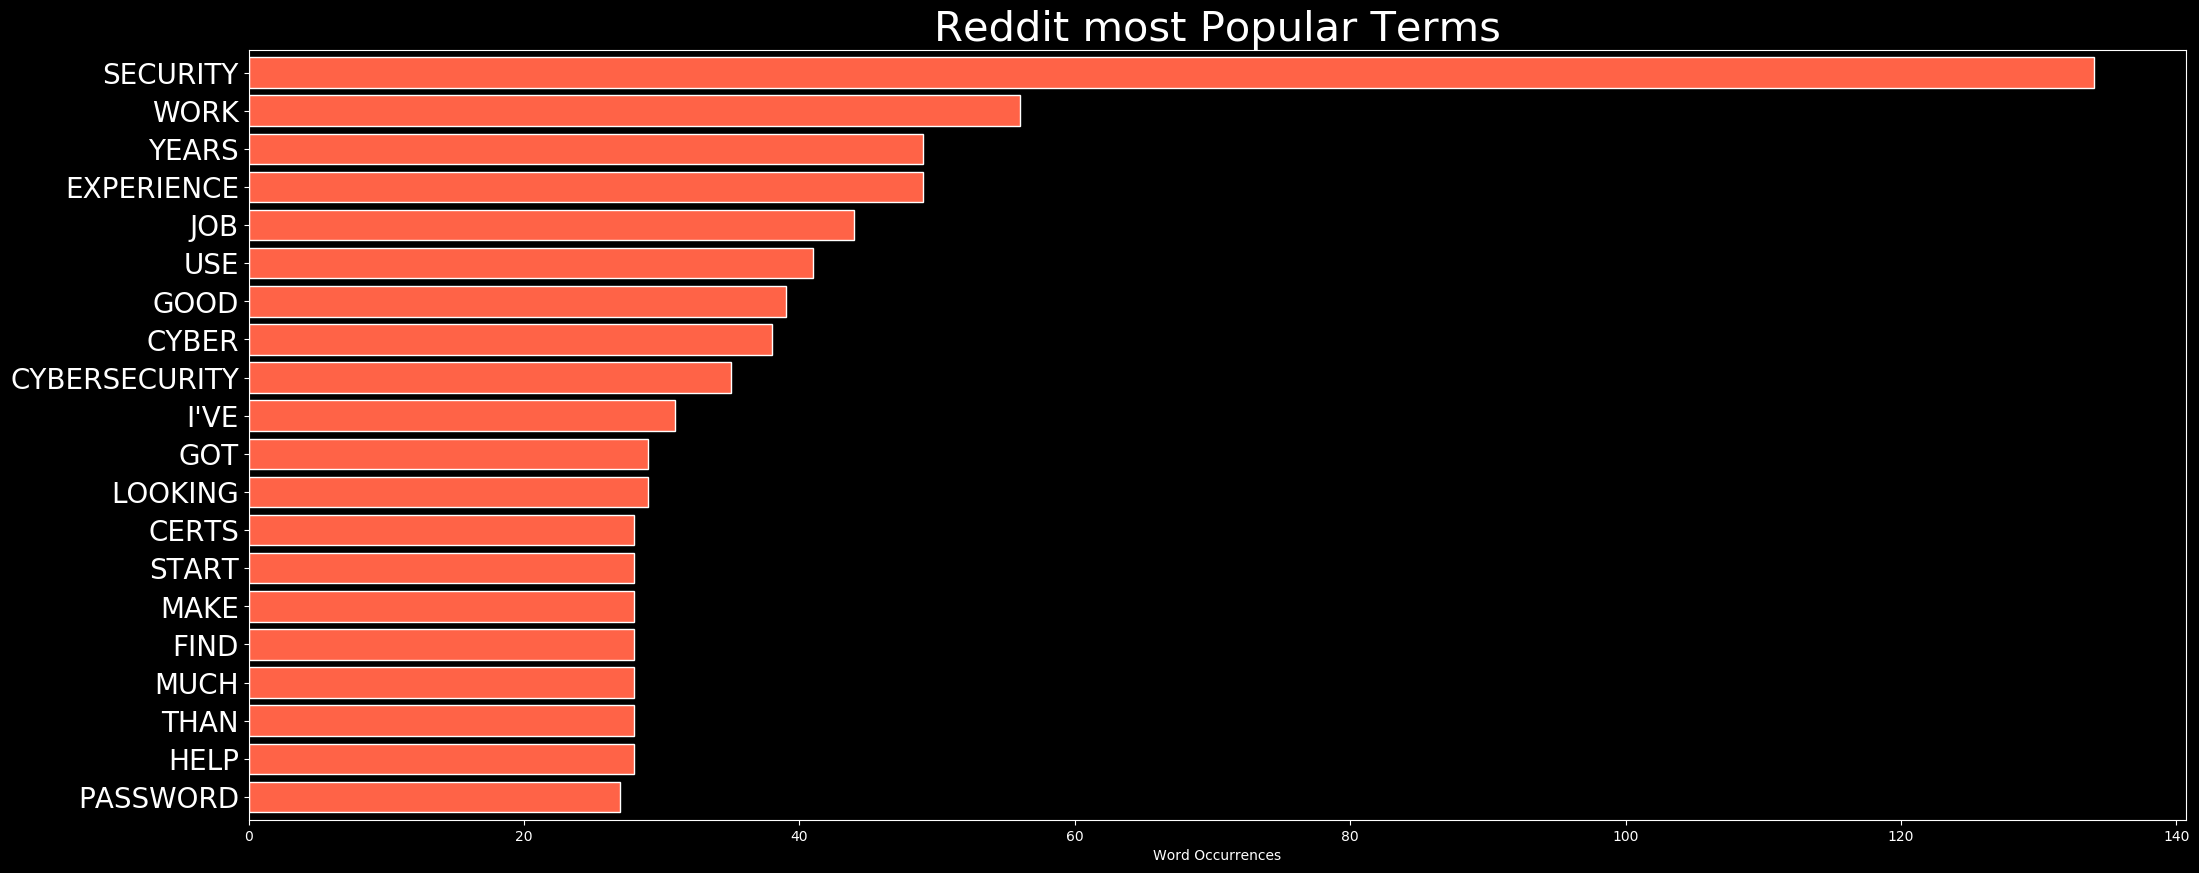 Reddit most Popular Terms
SECURITY
WORK
YEARS
EXPERIENCE
JOB
USE
GOOD
CYBER
CYBERSECURITY
I'VE
GOT
LOOKING
CERTS
START
MAKE
FIND
MUCH
THAN
HELP
PASSWORD
0 20 40 60 80 100 120 140
Word Occurrences